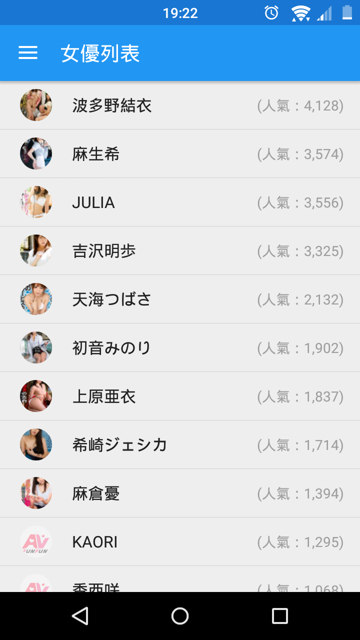 19:22
女優列表
波多野結衣 (人氣：4,128)
麻生希 (人氣：3,574)
JULIA (人氣：3,556)
吉沢明歩 (人氣：3,325)
天海つばさ (人氣：2,132)
初音みのり (人氣：1,902)
上原亜衣 (人氣：1,837)
希崎ジェシカ (人氣：1,714)
麻倉憂 (人氣：1,394)
AV
FUNFUN
KAORI (人氣：1,295)
AV
香西咲 (人氣：1,068)